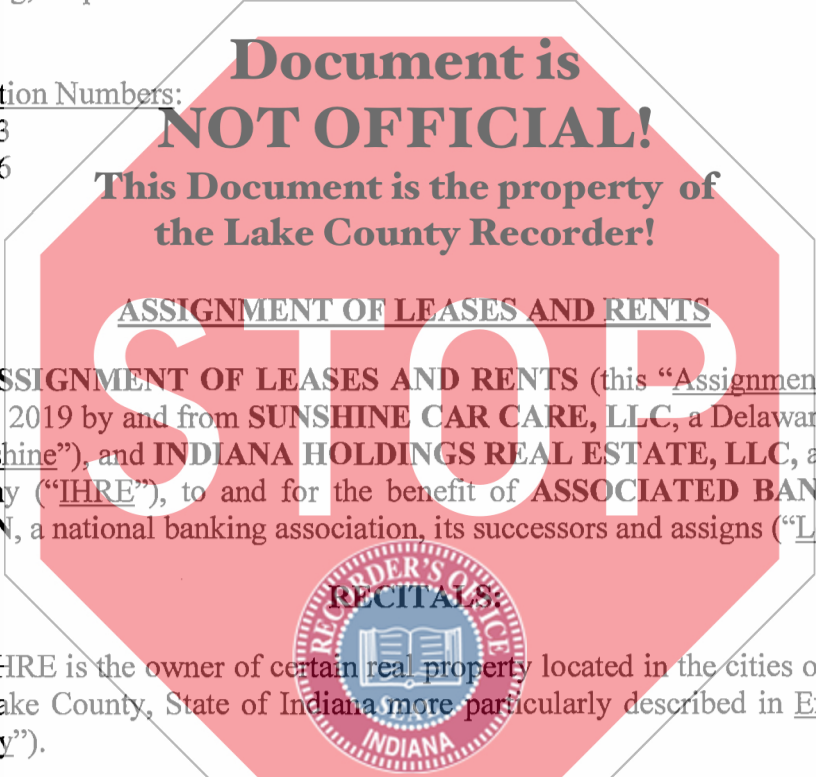 tion Numbers:
3
6
Document is
NOT OFFICIAL!
This Document is the property of
the Lake County Recorder!
STOP
ASSIGNMENT OF LEASES AND RENTS
SSIGNMENT OF LEASES AND RENTS (this “Assignmen
2019 by and from SUNSHINE CAR CARE, LLC, a Delawar
hine”), and INDIANA HOLDINGS REAL ESTATE, LLC, a
y (“IHRE”), to and for the benefit of ASSOCIATED BAN
N, a national banking association, its successors and assigns (“L
RECITALS:
HRE is the owner of certain real property located in the cities o
ake County, State of Indiana more particularly described in Ex
y”).
RECORDER'S OFFICE
SEAL
INDIANA